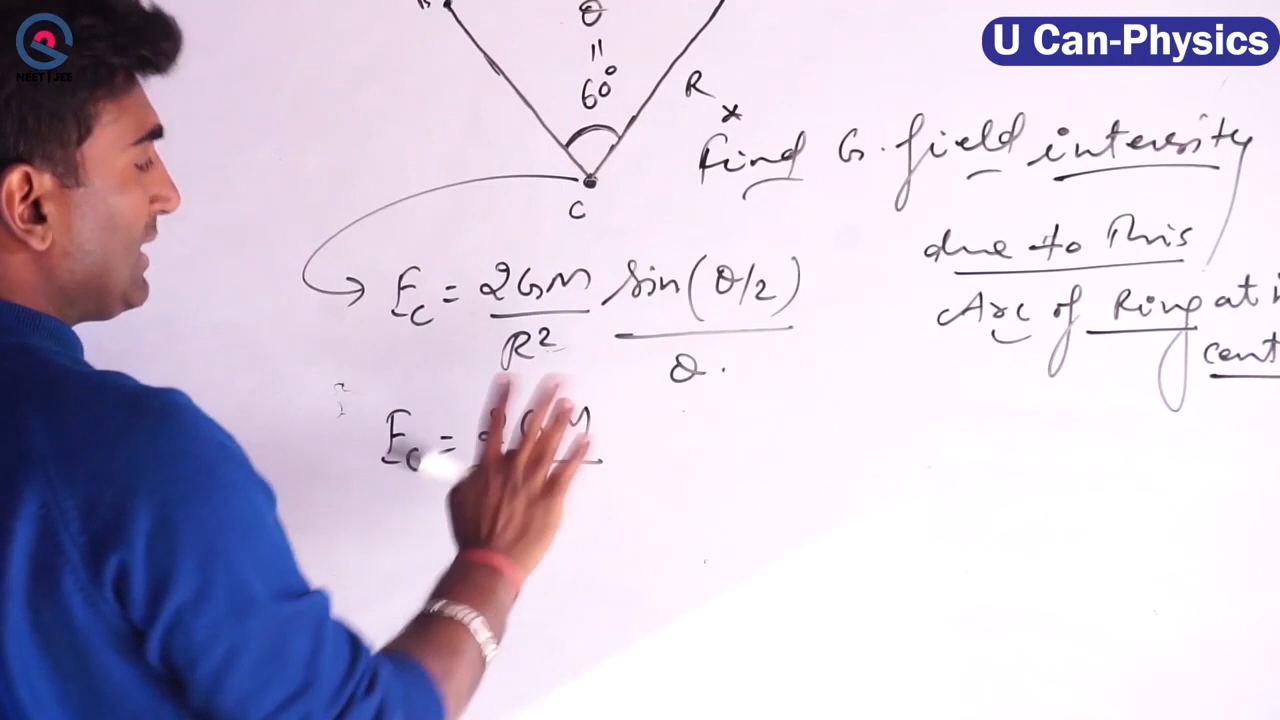 NEET | JEE
U Can-Physics
θ
=
60°
R
*
Find G. field intensity
C
due to This
E_C = 2GM/R² sin(θ/2)/θ.
Arc of Ring at
E_C = 2GM